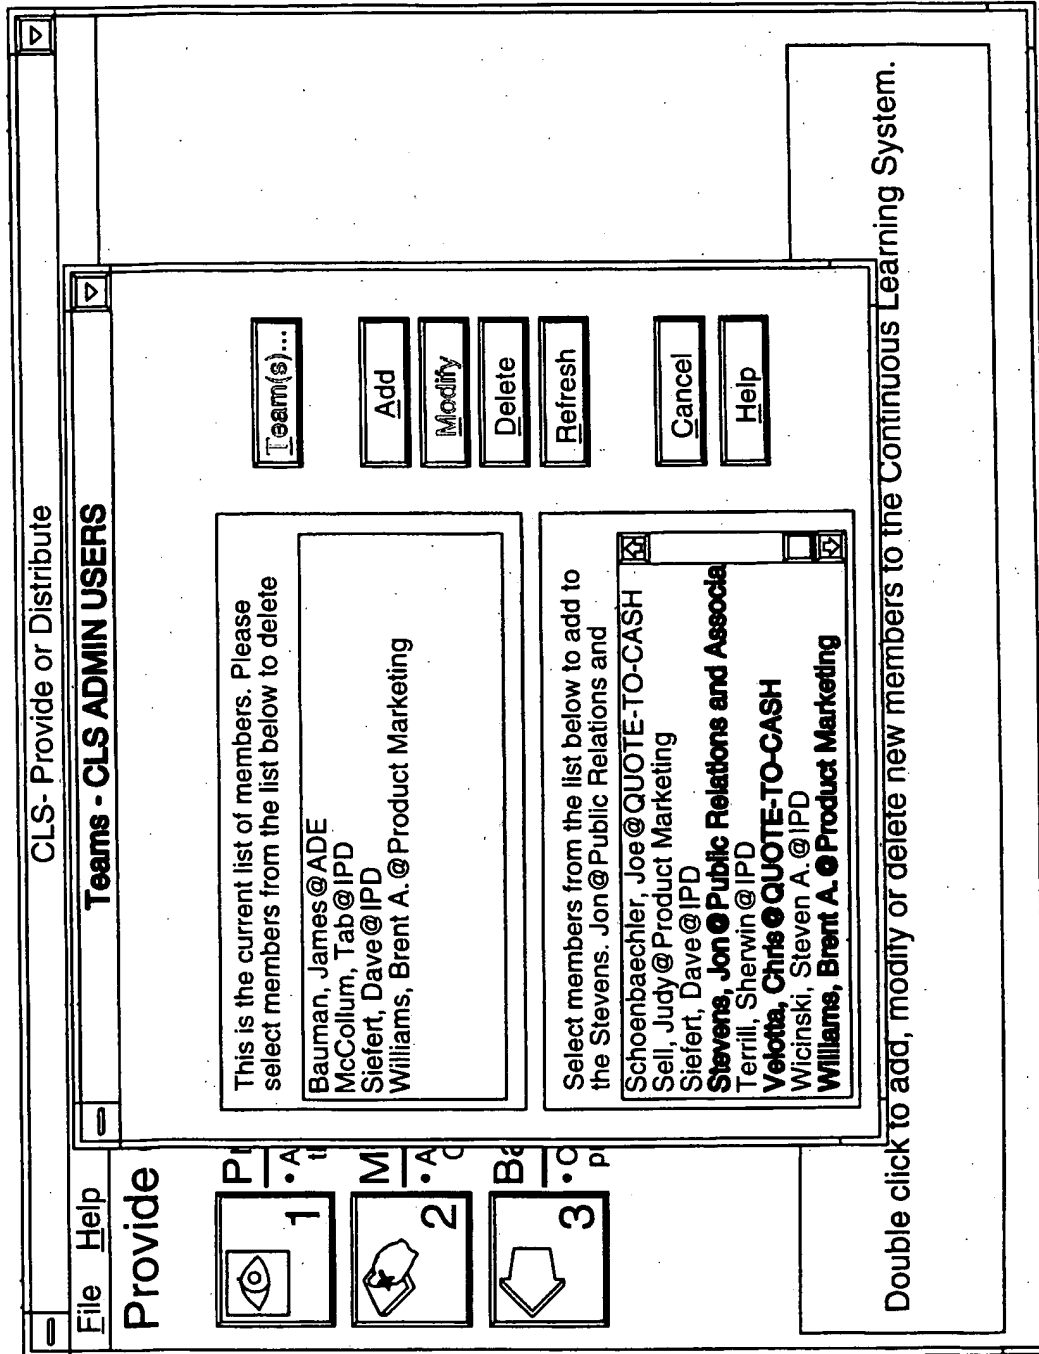 CLS- Provide or Distribute
File Help
Provide
Teams - CLS ADMIN USERS
This is the current list of members. Please
select members from the list below to delete
Bauman, James@ADE
McCollum, Tab@IPD
Siefert, Dave@IPD
Williams, Brent A.@Product Marketing
Select members from the list below to add to
the Stevens. Jon@Public Relations and
Schoenbaechler, Joe@QUOTE-TO-CASH
Sell, Judy@Product Marketing
Siefert, Dave@IPD
Stevens, Jon@Public Relations and Associa
Terrill, Sherwin@IPD
Velotta, Chris@QUOTE-TO-CASH
Wicinski, Steven A.@IPD
Williams, Brent A.@Product Marketing
Team(s)...
Add
Modify
Delete
Refresh
Cancel
Help
1
2
3
Ba
Double click to add, modify or delete new members to the Continuous Learning System.